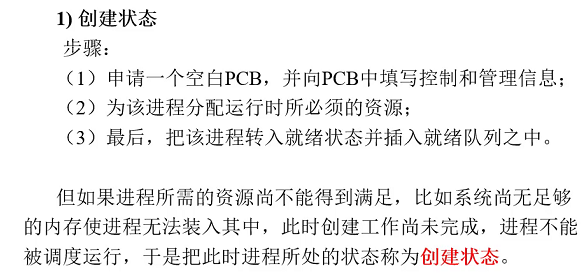 1) 创建状态
步骤：
（1）申请一个空白PCB，并向PCB中填写控制和管理信息；
（2）为该进程分配运行时所必须的资源；
（3）最后，把该进程转入就绪状态并插入就绪队列之中。
但如果进程所需的资源尚不能得到满足，比如系统尚无足够
的内存使进程无法装入其中，此时创建工作尚未完成，进程不能
被调度运行，于是把此时进程所处的状态称为创建状态。